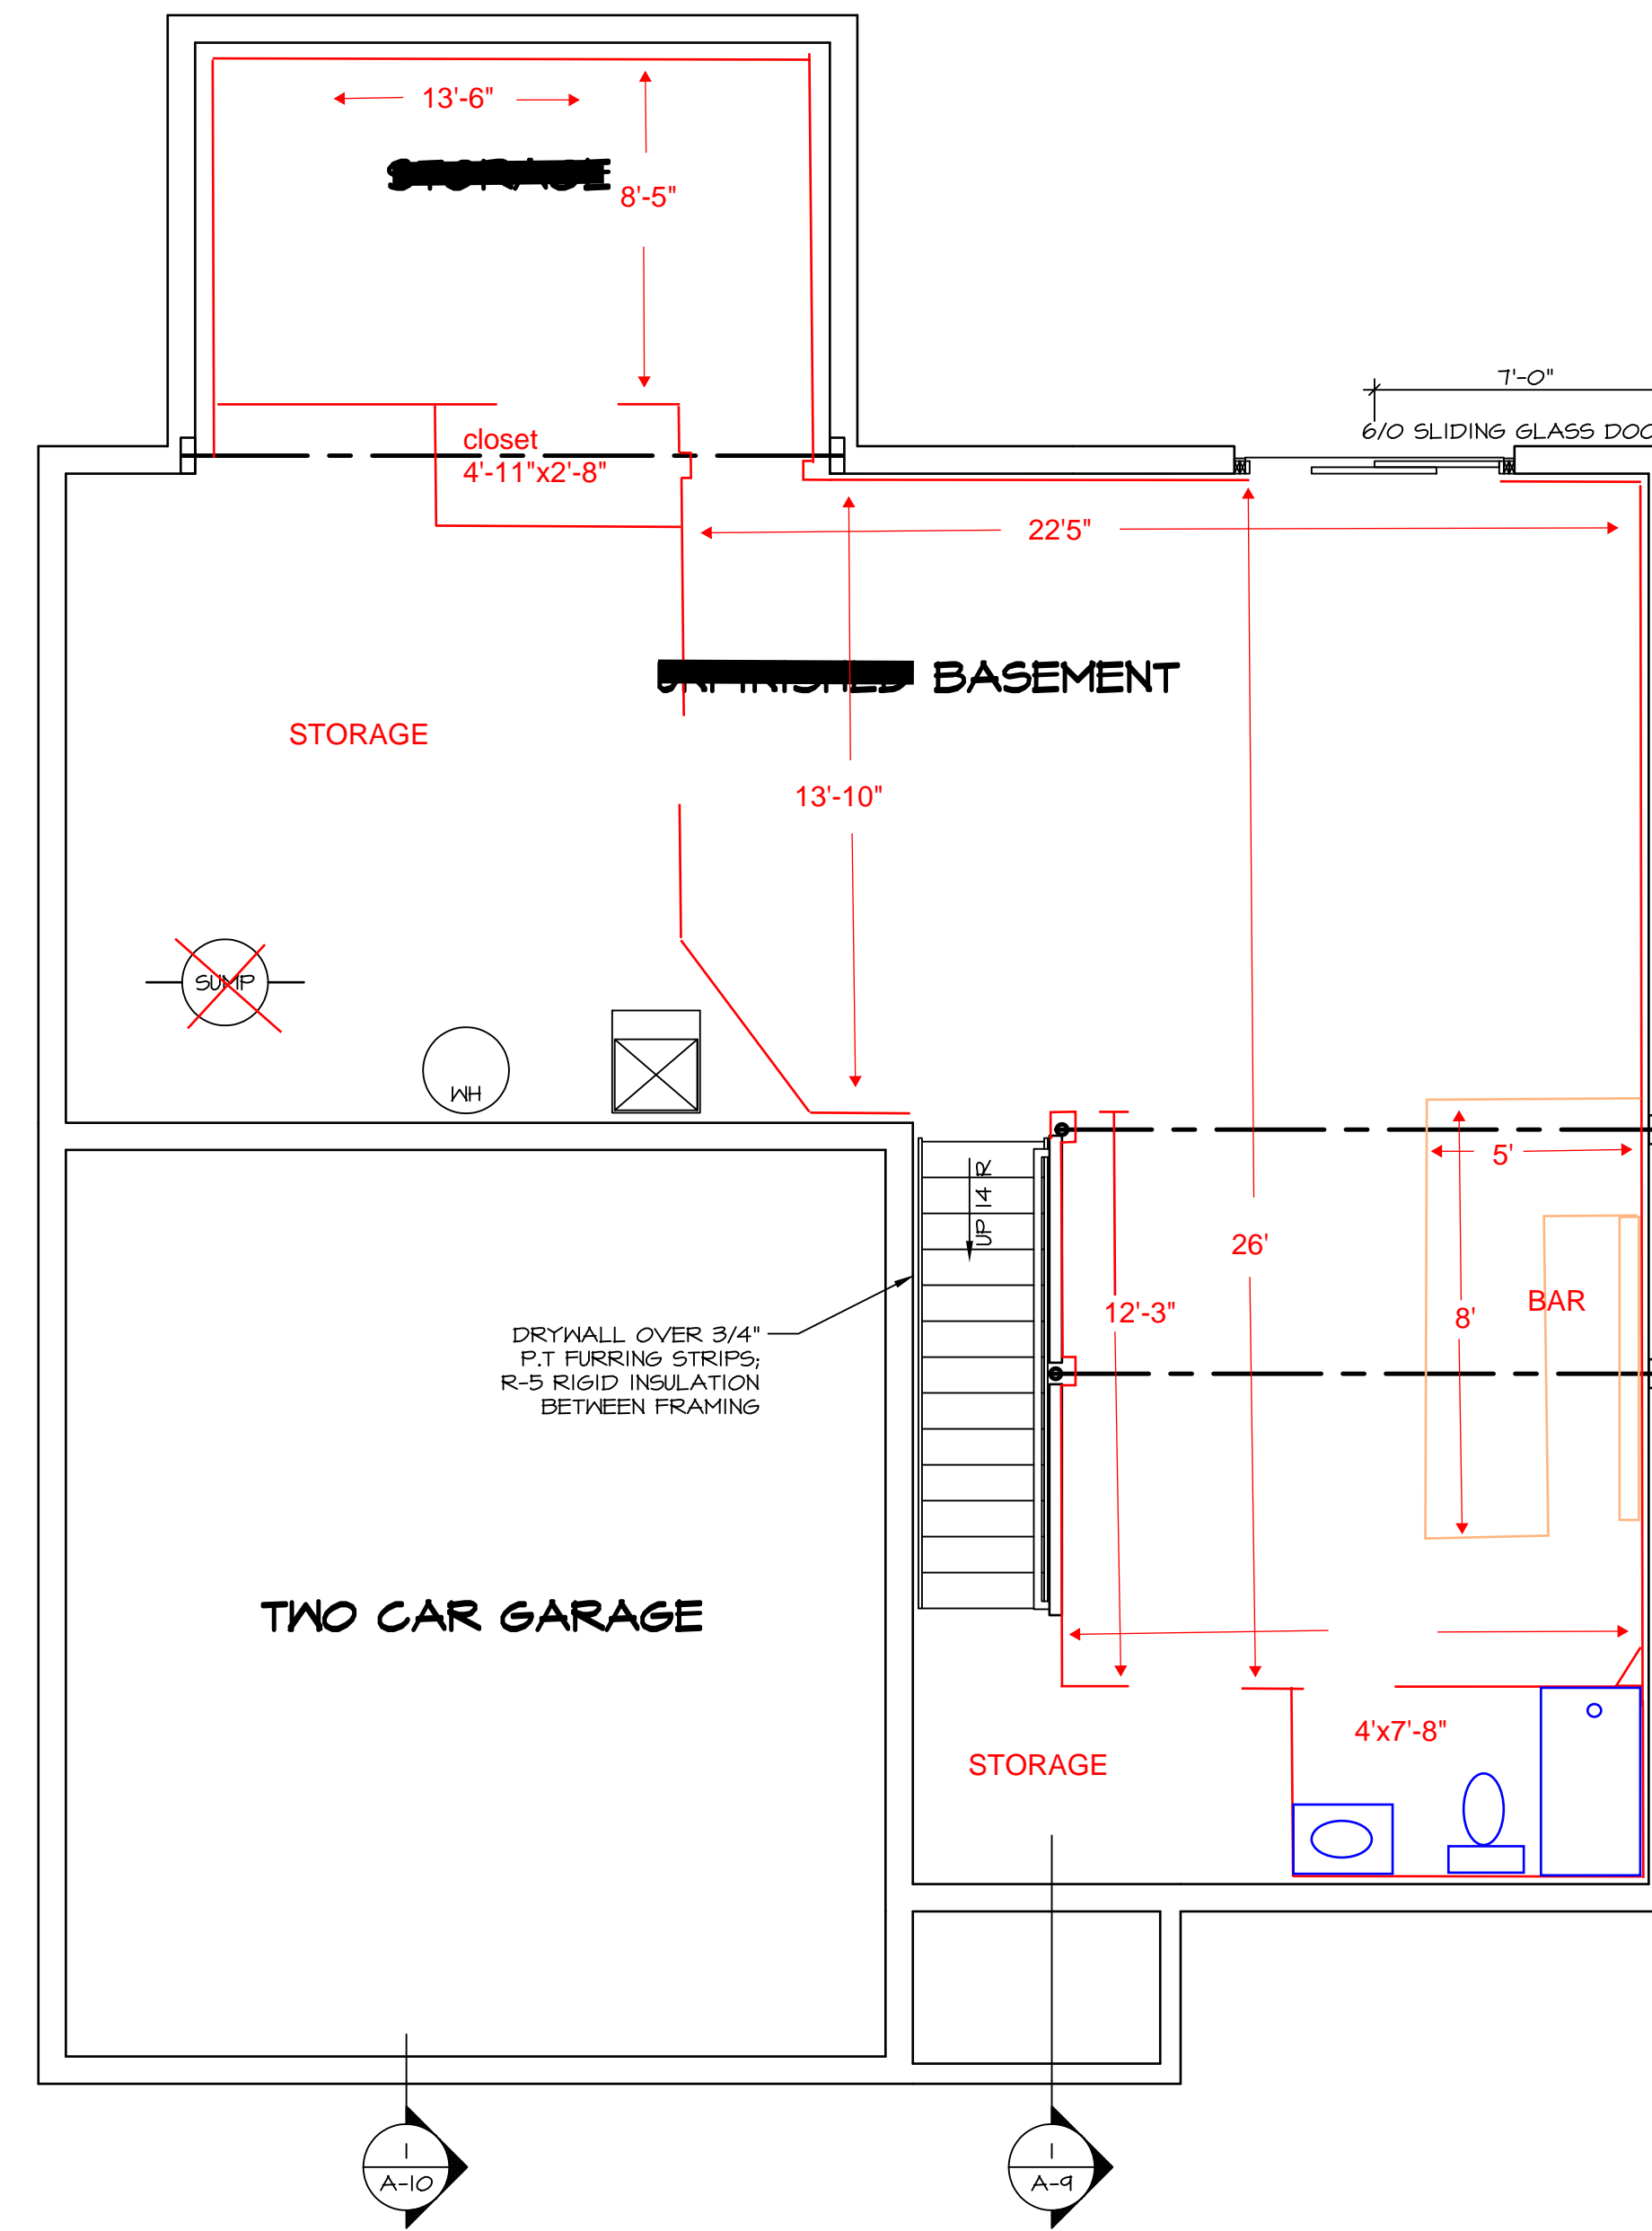 13'-6"
8'-5"
7'-0"
6/0 SLIDING GLASS
closet
4'-11"x2'-8"
22'5"
BASEMENT
STORAGE
13'-10"
SUMP
WH
UP 14 R
5'
26'
BAR
12'-3"
8'
DRYWALL OVER 3/4"
P.T FURRING STRIPS;
R-5 RIGID INSULATION
BETWEEN FRAMING
TWO CAR GARAGE
4'x7'-8"
STORAGE
1
A-10
1
A-9